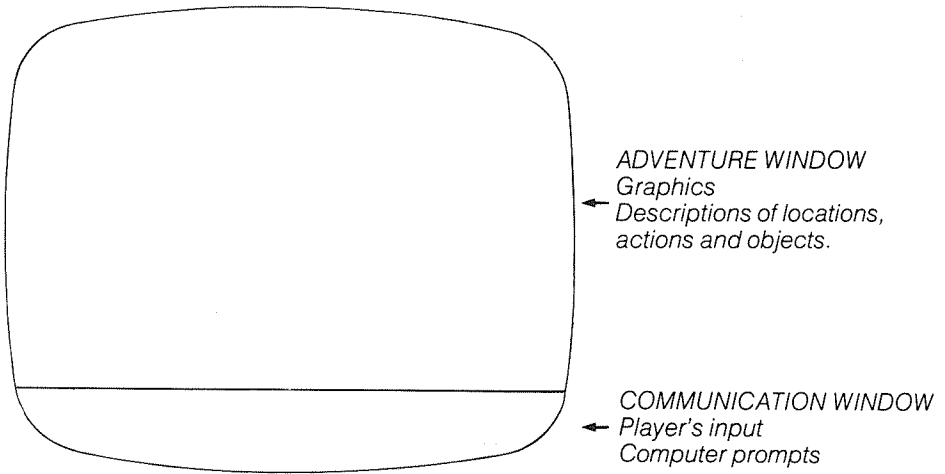 ADVENTURE WINDOW
Graphics
Descriptions of locations,
actions and objects.
COMMUNICATION WINDOW
Player's input
Computer prompts